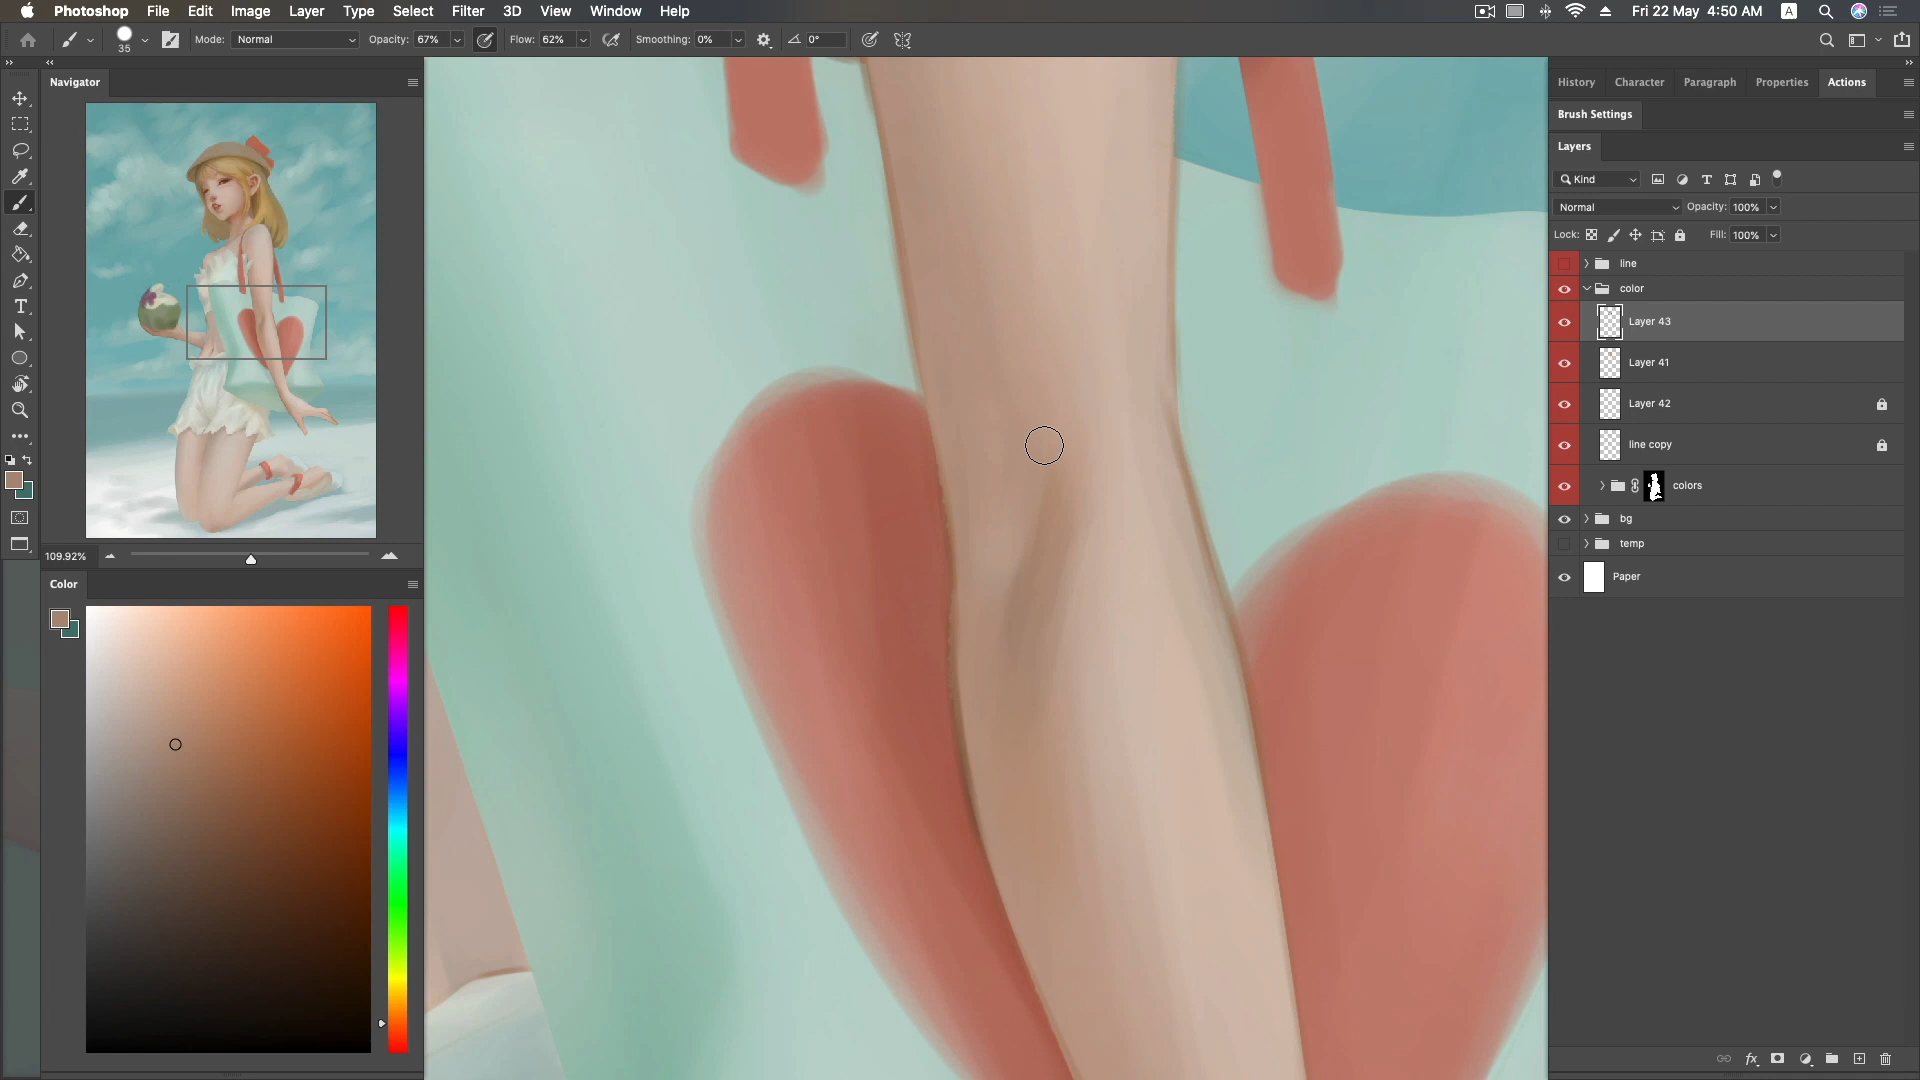 Photoshop File Edit Image Layer Type Select Filter 3D View Window Help Fri 22 May 4:50 AM A
35 Mode: Normal Opacity: 67% Flow: 62% Smoothing: 0% 0°
Navigator
109.92%
Color
History Character Paragraph Properties Actions
Brush Settings
Layers
Kind
Normal Opacity: 100%
Lock: Fill: 100%
line
color
Layer 43
Layer 41
Layer 42
line copy
colors
bg
temp
Paper
fx